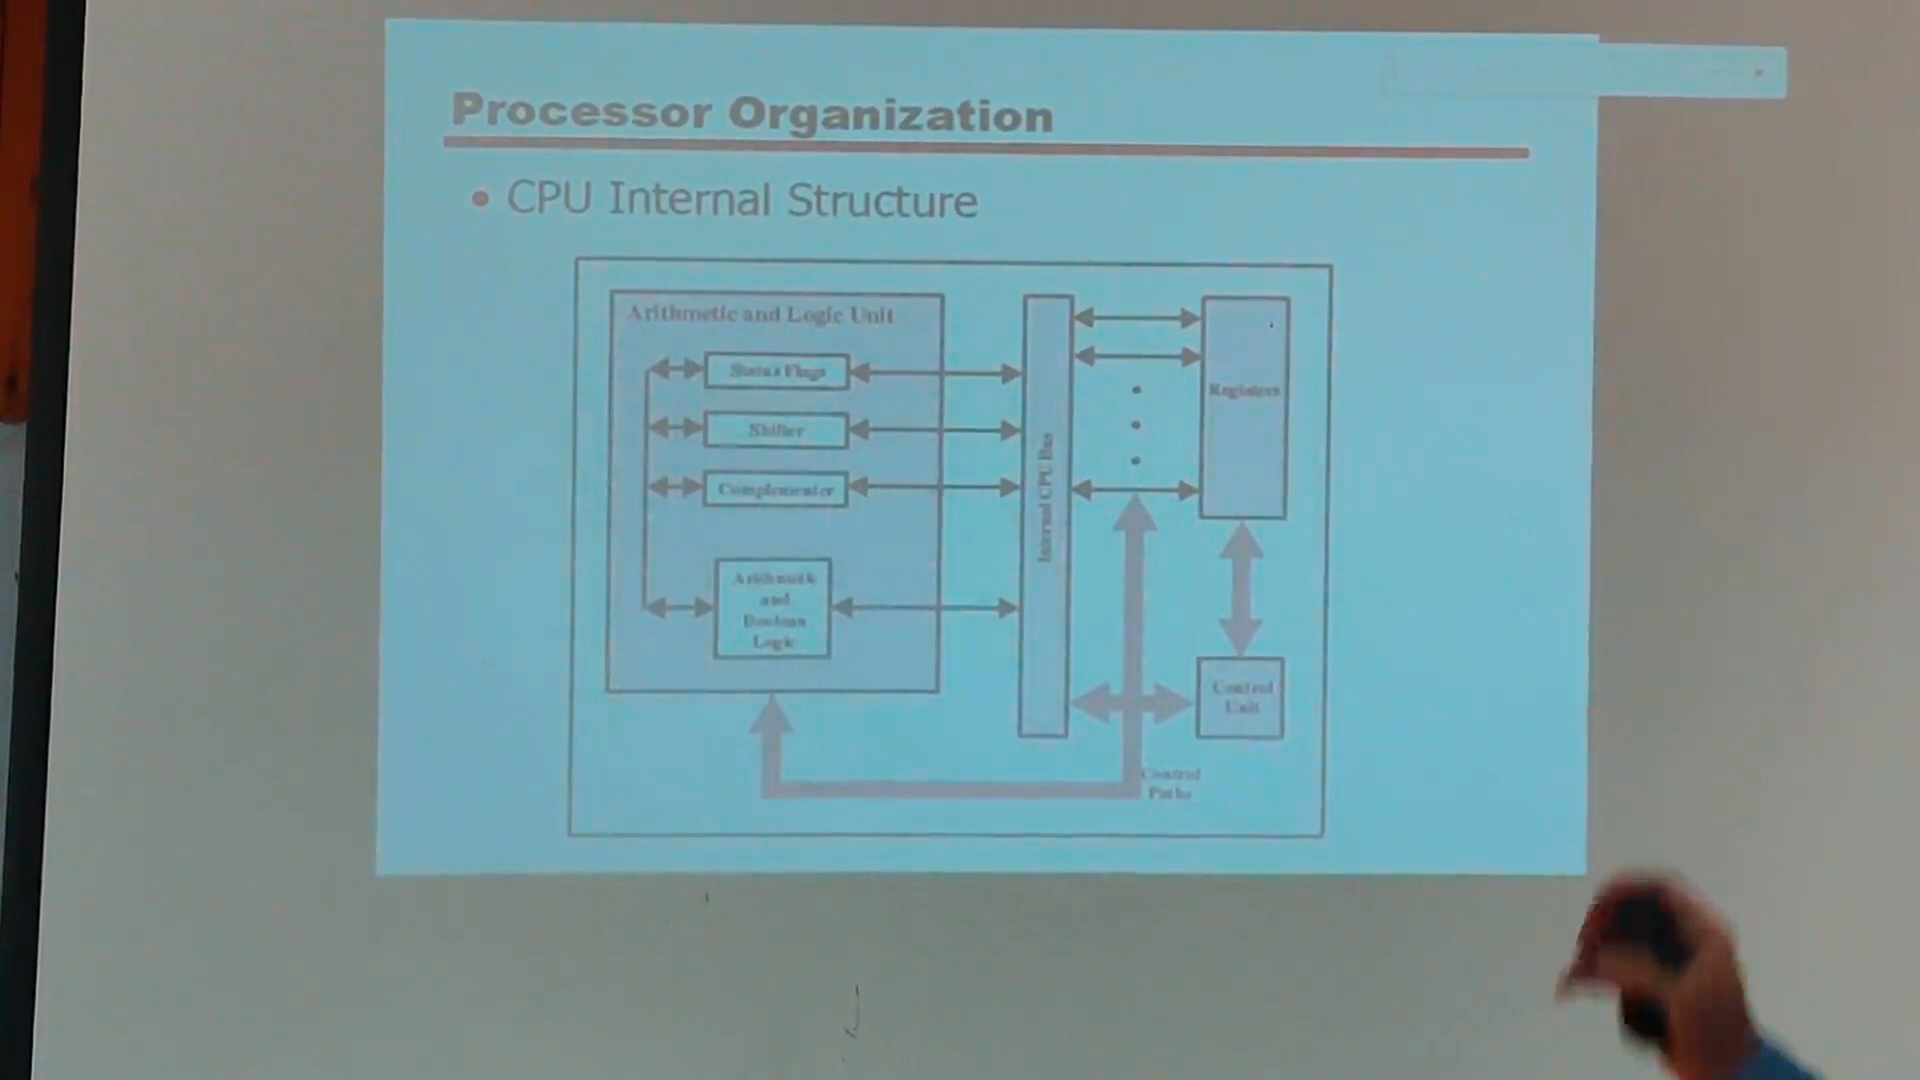 Processor Organization
• CPU Internal Structure
Arithmetic and Logic Unit
Status Flags
Shifter
Complementer
Arithmetic
and
Boolean
Logic
Internal CPU Bus
Registers
Control
Unit
Control
Paths